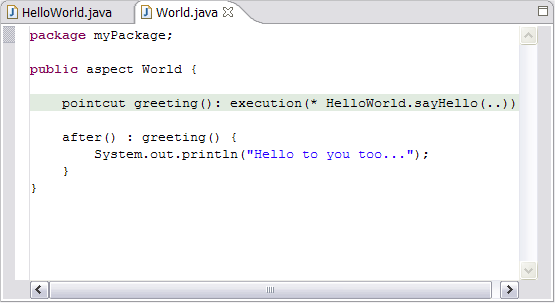 HelloWorld.java World.java
package myPackage;
public aspect World {
pointcut greeting(): execution(* HelloWorld.sayHello(..))
after() : greeting() {
System.out.println("Hello to you too...");
}
}